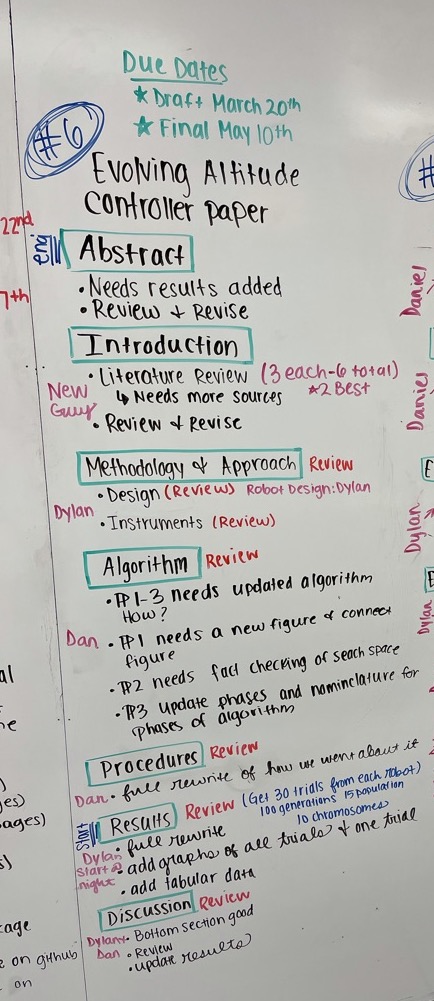 Due Dates
★ Draft March 20th
★ Final May 10th
#6
Evolving Altitude
controller paper
22nd
eng
Abstract
7th
• Needs results added
• Review & Revise
Introduction
• Literature Review (3 each-6 total)
New Guy
↳ Needs more sources ★2 Best
• Review & Revise
Methodology & Approach Review
• Design (Review) Robot Design: Dylan
Dylan
• Instruments (Review)
Algorithm Review
• ¶1-3 needs updated algorithm
How?
Dan • ¶1 needs a new figure & connect
figure
• ¶2 needs fact checking of seach space
• ¶3 update phases and nominclature for
phases of algorithm
Procedures Review
Dan • full rewrite of how we went about it
start
Results Review (Get 30 trials from each robot)
100 generations 15 population
10 chromosomes
Dylan • full rewrite
start @ night • add graphs of all trials & one trial
• add tabular data
Discussion Review
Dylan + Dan • Bottom section good
• Review
• update results
#
Daniel
Daniel
Dylan
Dylan
e on github
on